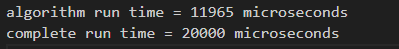 algorithm run time = 11965 microseconds
complete run time = 20000 microseconds